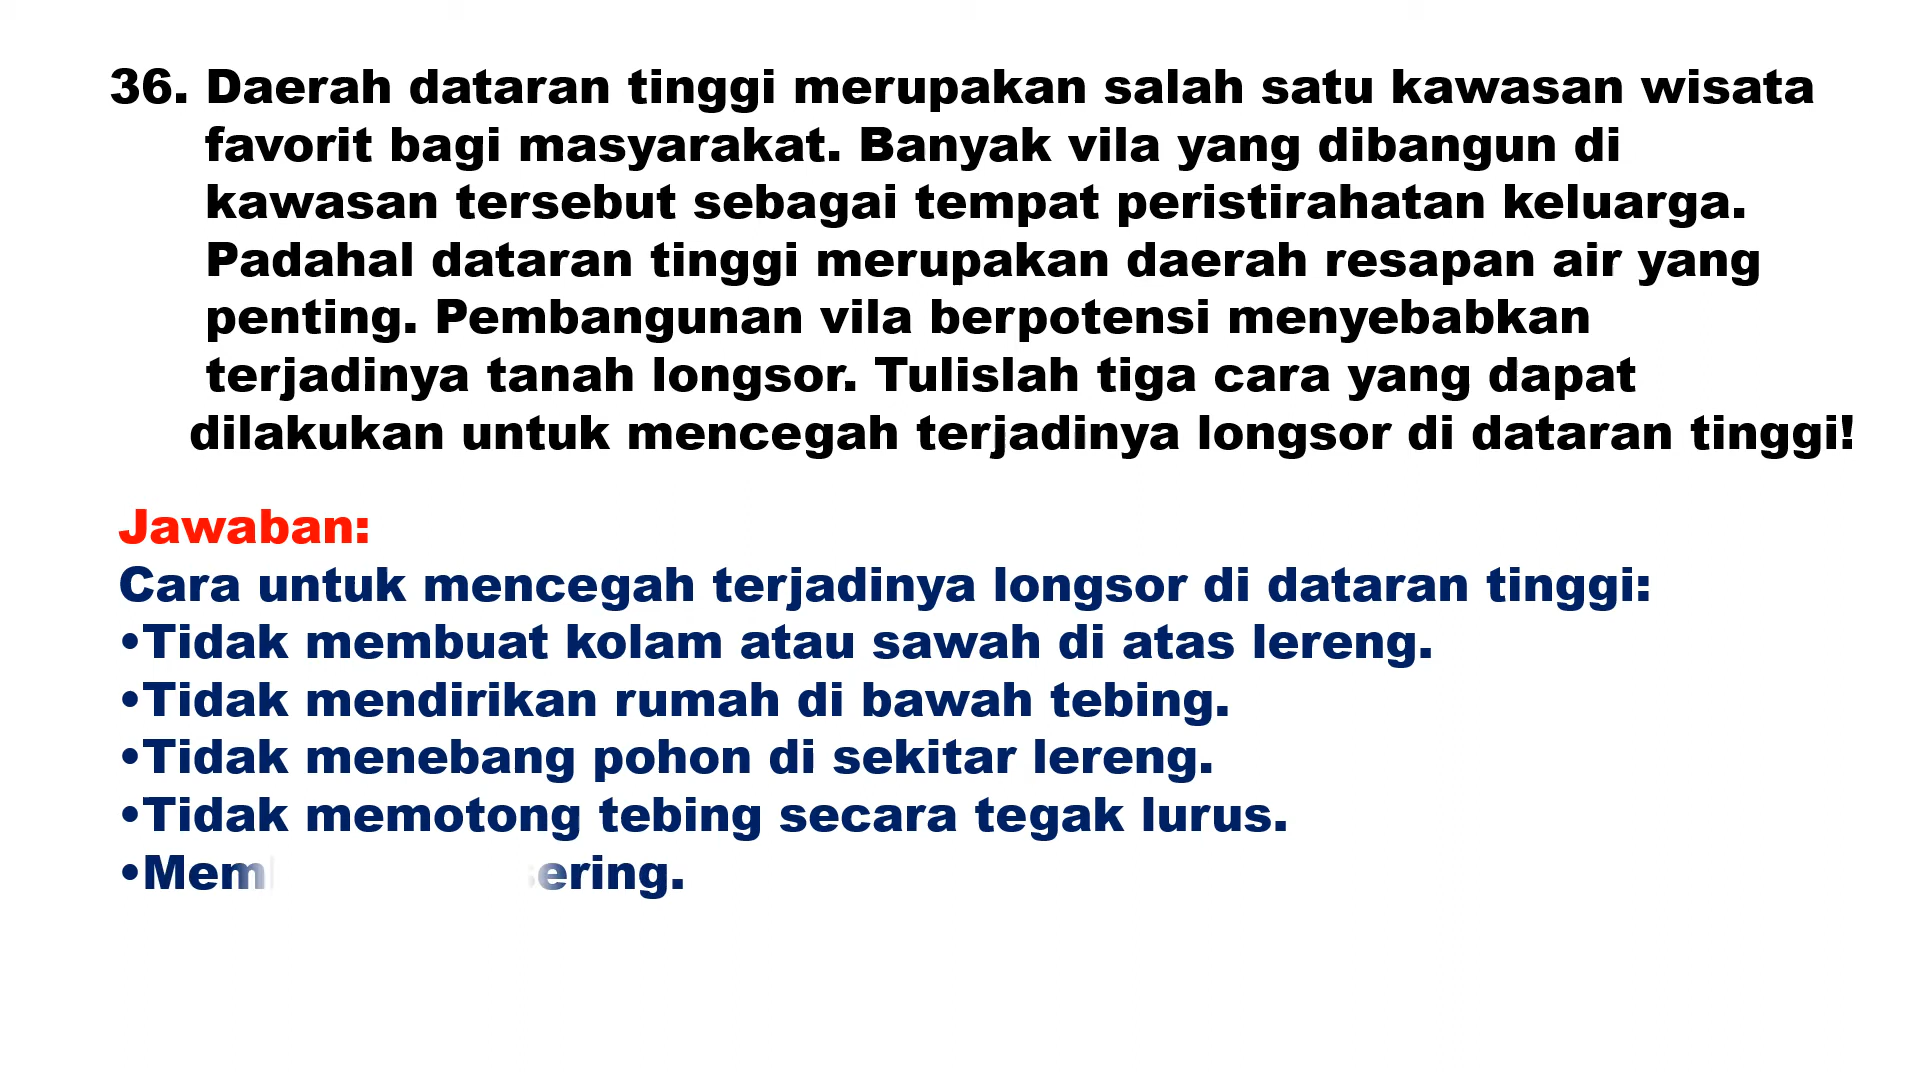 36. Daerah dataran tinggi merupakan salah satu kawasan wisata
favorit bagi masyarakat. Banyak vila yang dibangun di
kawasan tersebut sebagai tempat peristirahatan keluarga.
Padahal dataran tinggi merupakan daerah resapan air yang
penting. Pembangunan vila berpotensi menyebabkan
terjadinya tanah longsor. Tulislah tiga cara yang dapat
dilakukan untuk mencegah terjadinya longsor di dataran tinggi!
Jawaban:
Cara untuk mencegah terjadinya longsor di dataran tinggi:
•Tidak membuat kolam atau sawah di atas lereng.
•Tidak mendirikan rumah di bawah tebing.
•Tidak menebang pohon di sekitar lereng.
•Tidak memotong tebing secara tegak lurus.